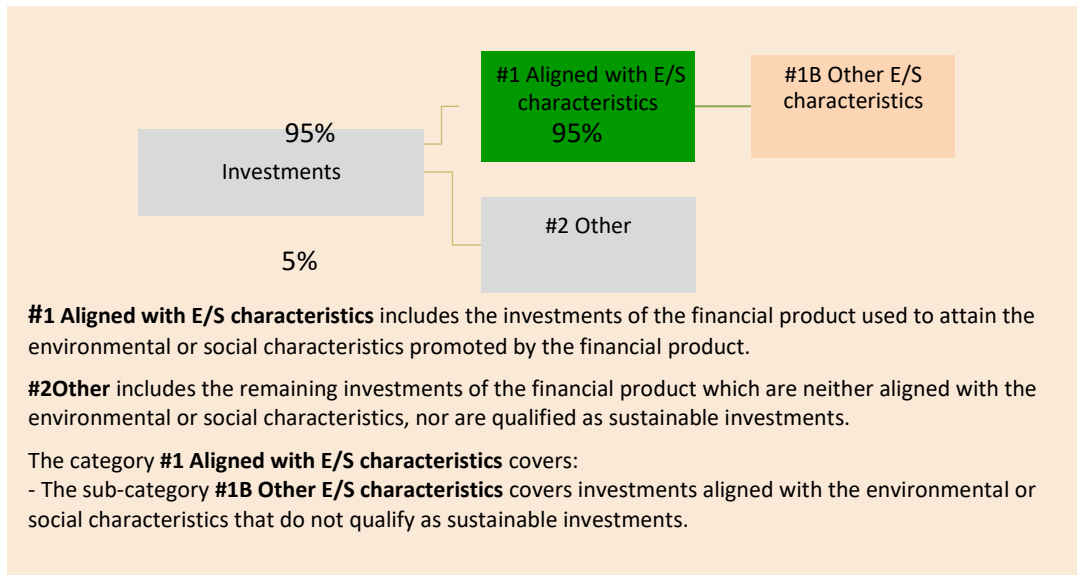 #1 Aligned with E/S
characteristics
95%
#1B Other E/S
characteristics
95%
Investments
#2 Other
5%
#1 Aligned with E/S characteristics includes the investments of the financial product used to attain the
environmental or social characteristics promoted by the financial product.
#2Other includes the remaining investments of the financial product which are neither aligned with the
environmental or social characteristics, nor are qualified as sustainable investments.
The category #1 Aligned with E/S characteristics covers:
- The sub-category #1B Other E/S characteristics covers investments aligned with the environmental or
social characteristics that do not qualify as sustainable investments.